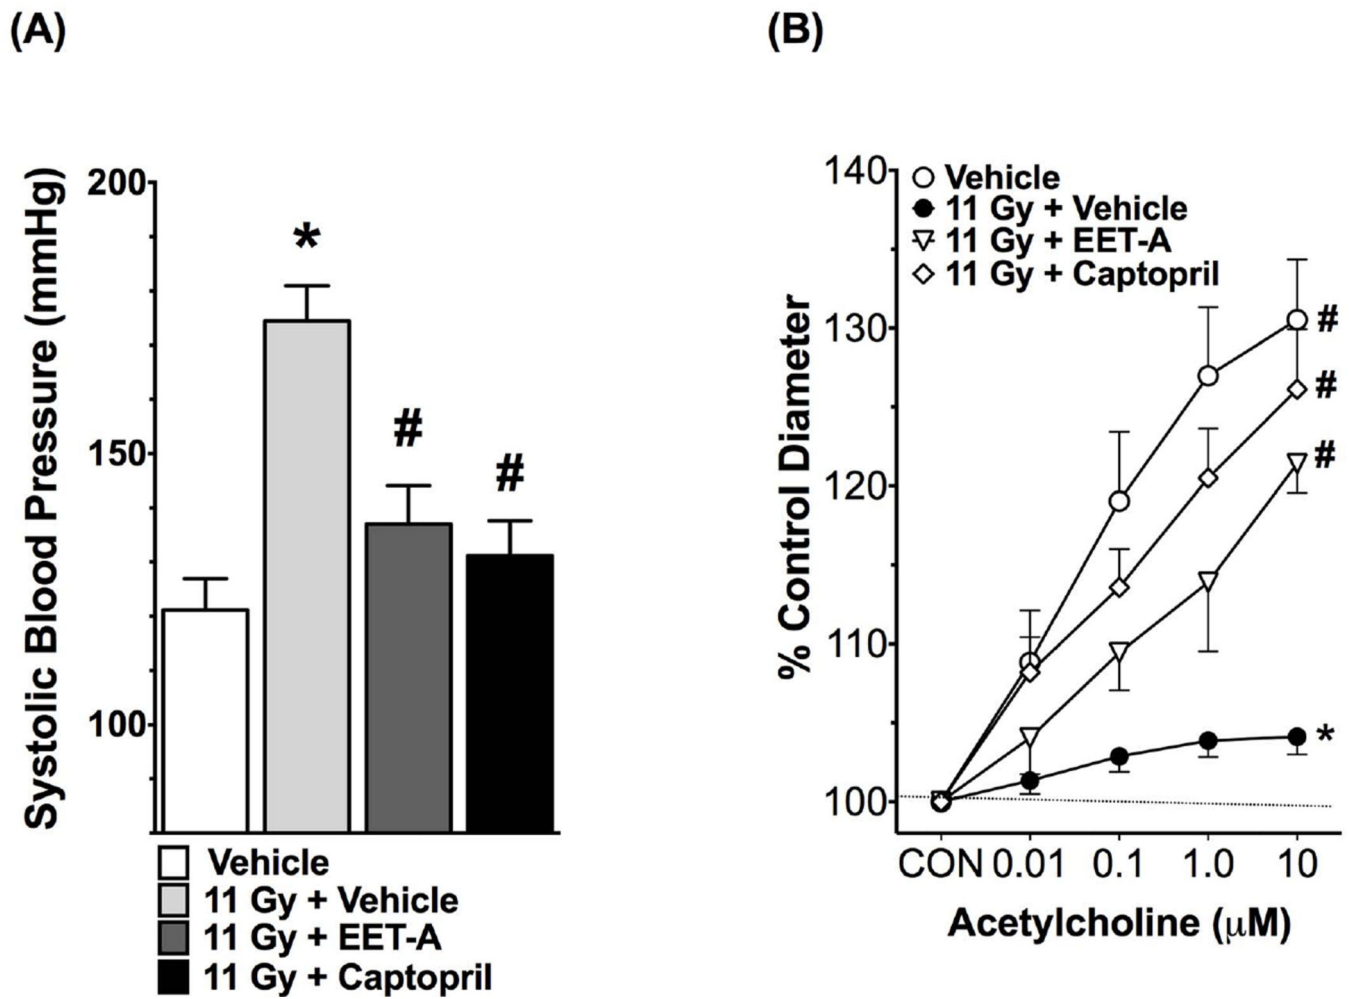 (A)
Systolic Blood Pressure (mmHg)
200
150
100
*
#
#
Vehicle
11 Gy + Vehicle
11 Gy + EET-A
11 Gy + Captopril
(B)
% Control Diameter
140
130
120
110
100
Vehicle
11 Gy + Vehicle
11 Gy + EET-A
11 Gy + Captopril
#
#
#
*
CON 0.01 0.1 1.0 10
Acetylcholine (μM)